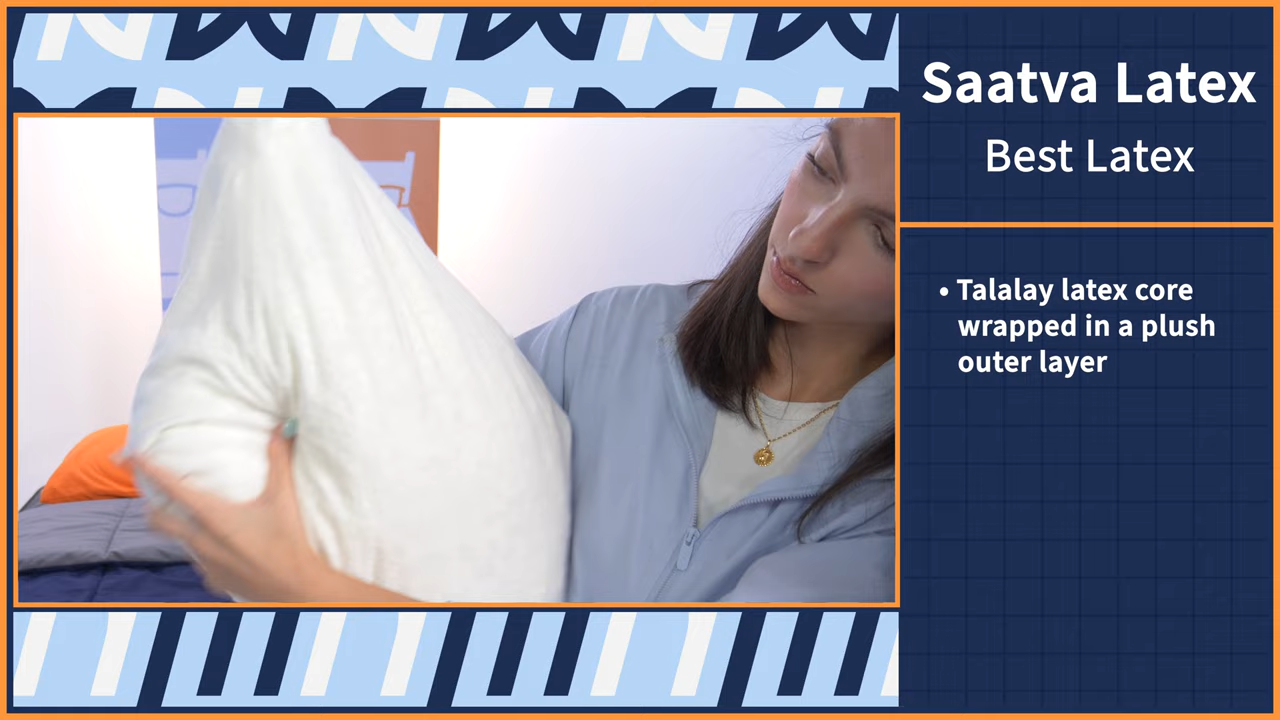 Saatva Latex
Best Latex
• Talalay latex core
wrapped in a plush
outer layer